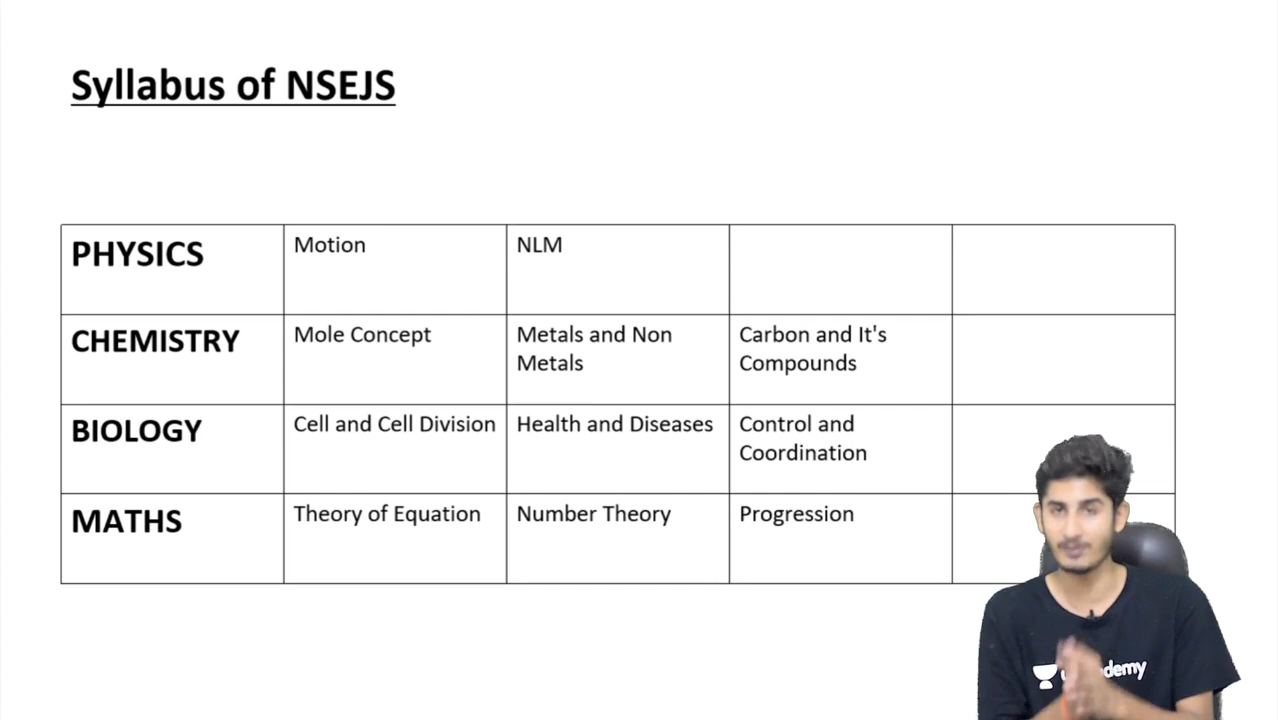 Syllabus of NSEJS
PHYSICS
Motion
NLM
CHEMISTRY
Mole Concept
Metals and Non
Metals
Carbon and It's
Compounds
BIOLOGY
Cell and Cell Division
Health and Diseases
Control and
Coordination
MATHS
Theory of Equation
Number Theory
Progression